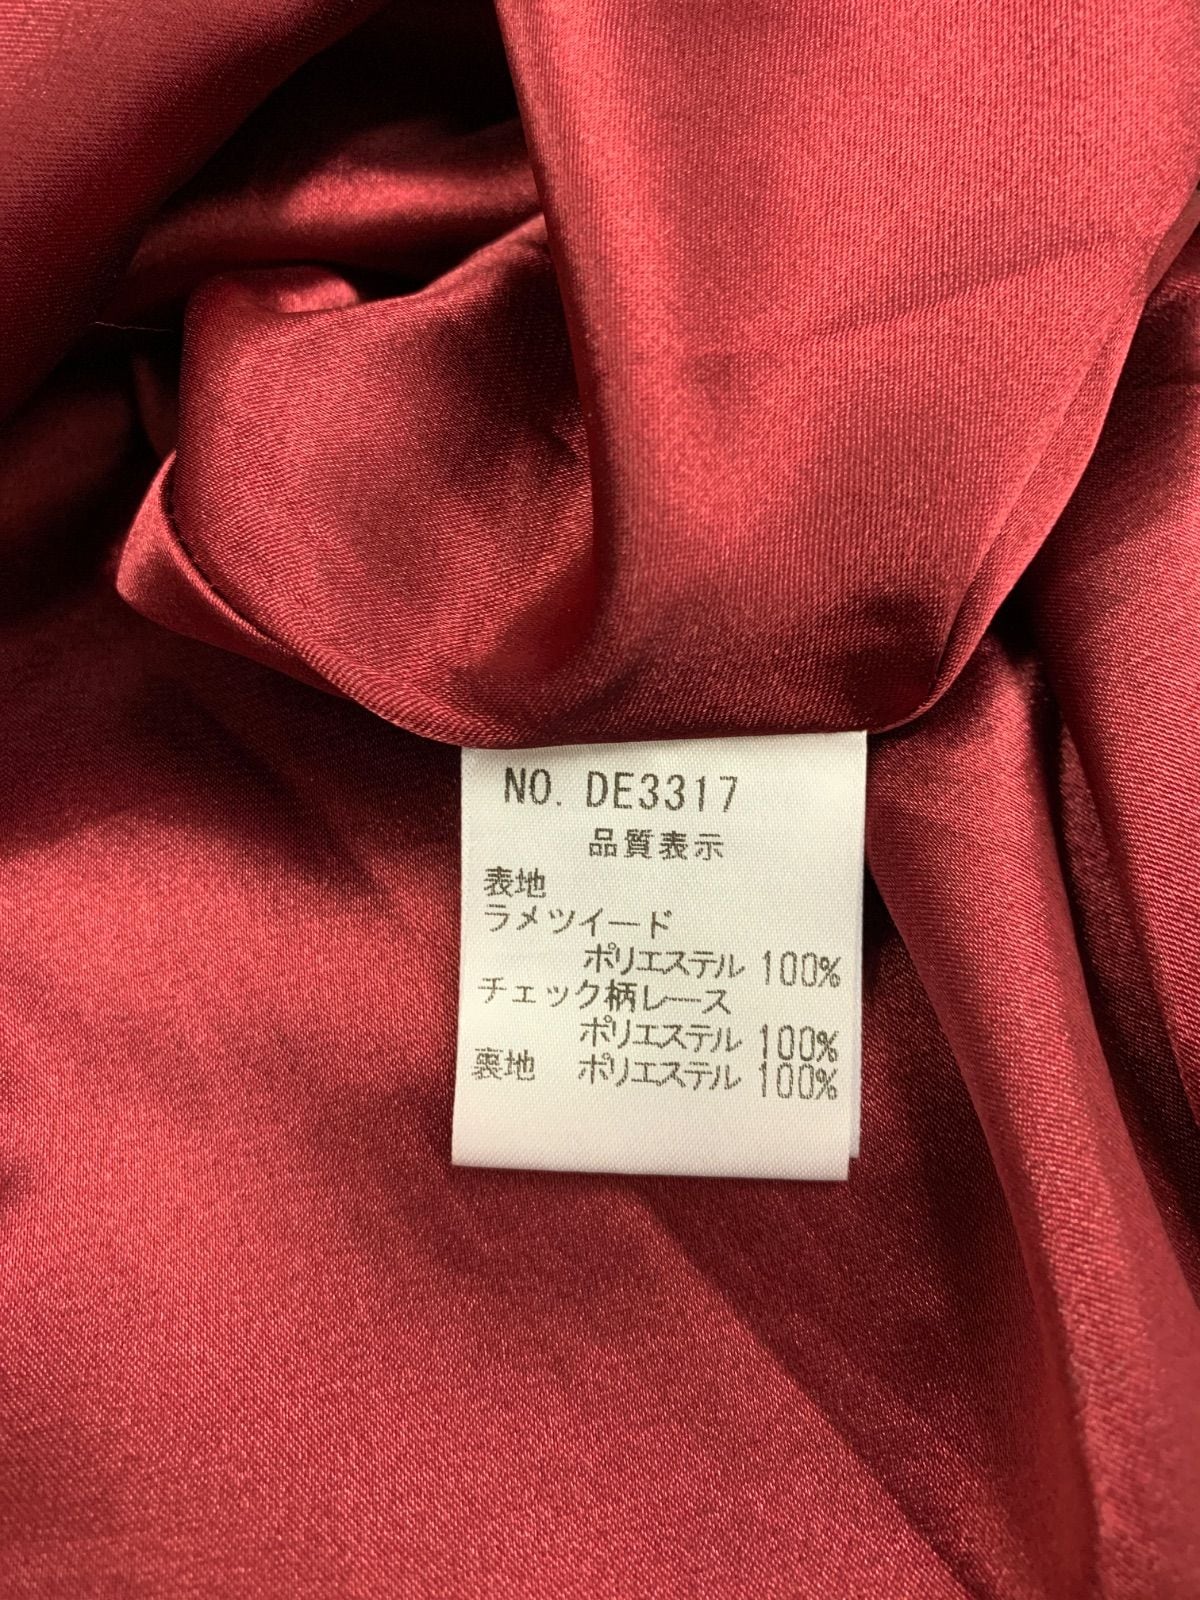 NO. DE3317
品質表示
表地
ラメツイード
ポリエステル 100%
チェック柄レース
ポリエステル 100%
裏地 ポリエステル 100%